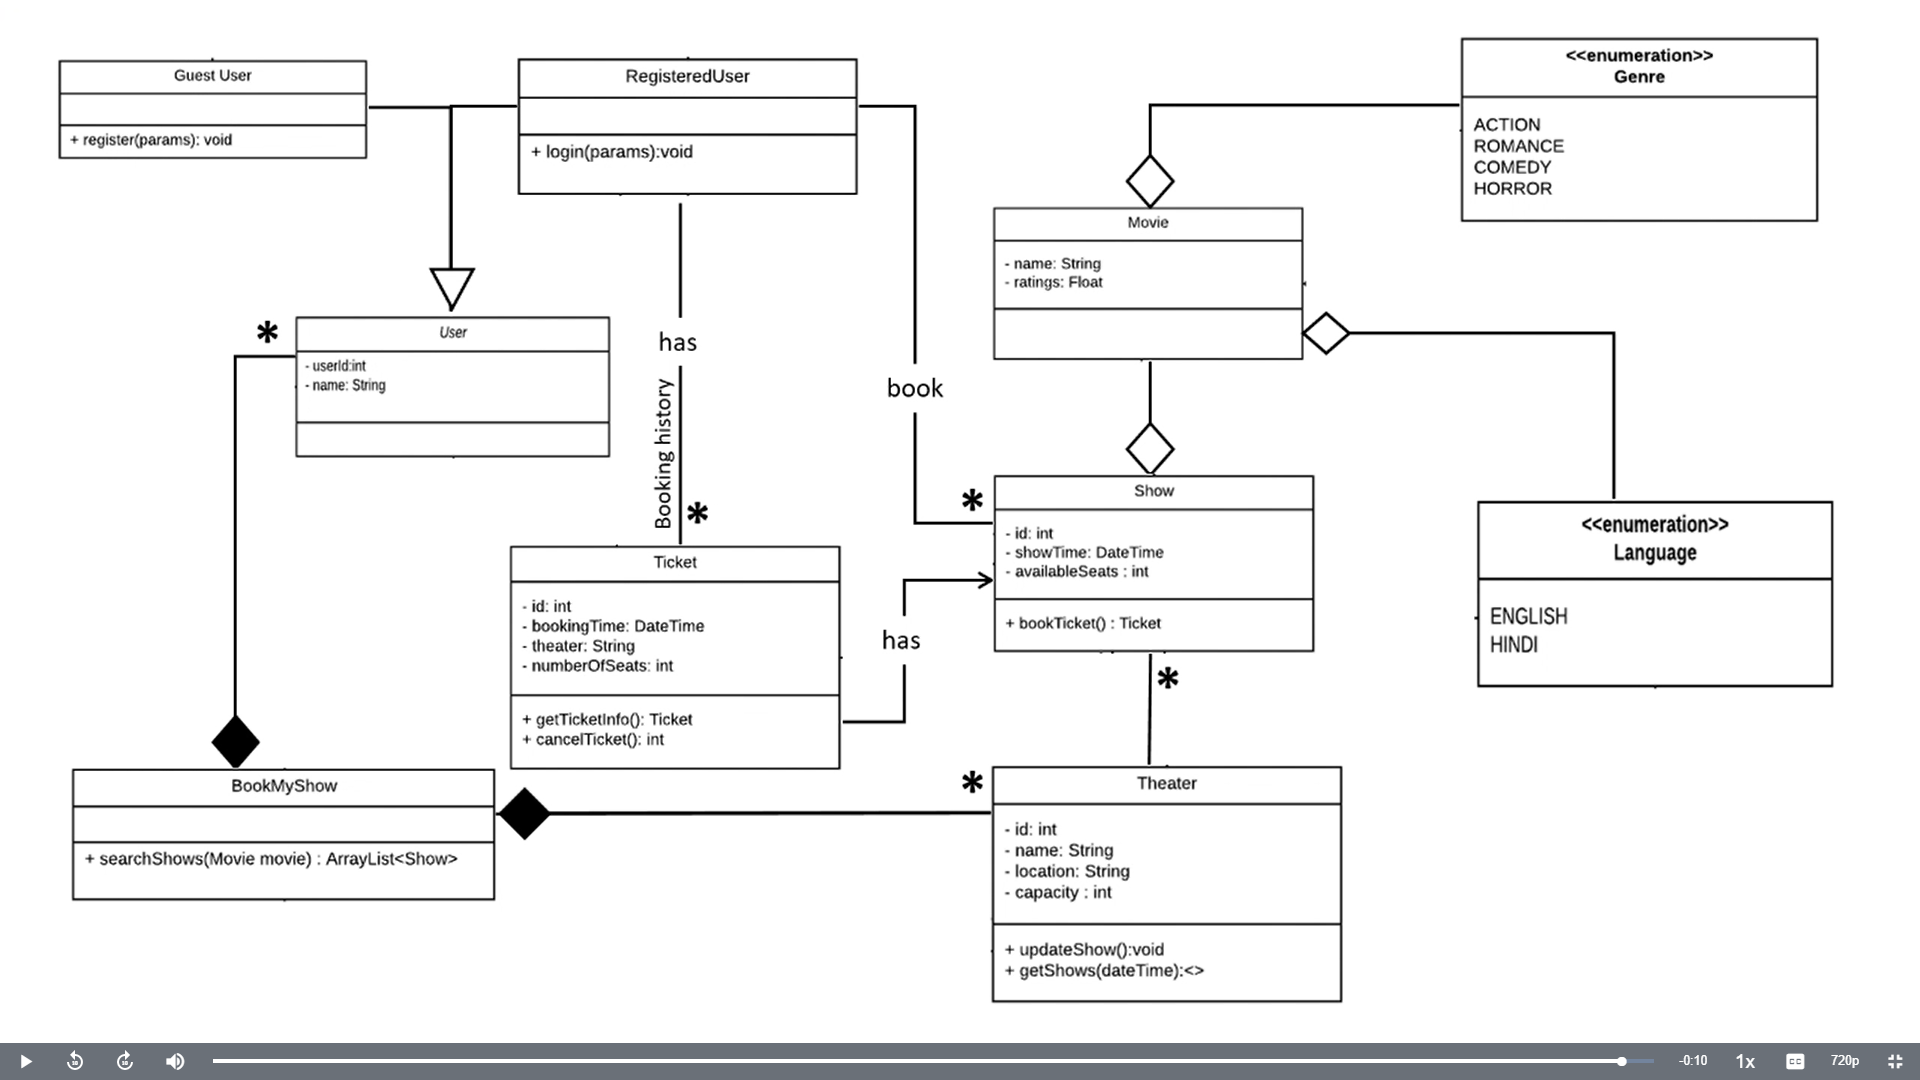 Guest User
+ register(params): void
RegisteredUser
+ login(params):void
<<enumeration>>
Genre
ACTION
ROMANCE
COMEDY
HORROR
Movie
- name: String
- ratings: Float
*
User
- userId:int
- name: String
has
Booking history
*
book
*
Show
- id: int
- showTime: DateTime
- availableSeats : int
+ bookTicket() : Ticket
<<enumeration>>
Language
ENGLISH
HINDI
Ticket
- id: int
- bookingTime: DateTime
- theater: String
- numberOfSeats: int
+ getTicketInfo(): Ticket
+ cancelTicket(): int
has
*
BookMyShow
+ searchShows(Movie movie) : ArrayList<Show>
*
Theater
- id: int
- name: String
- location: String
- capacity : int
+ updateShow():void
+ getShows(dateTime):<>
-0:10
1x
CC
720p